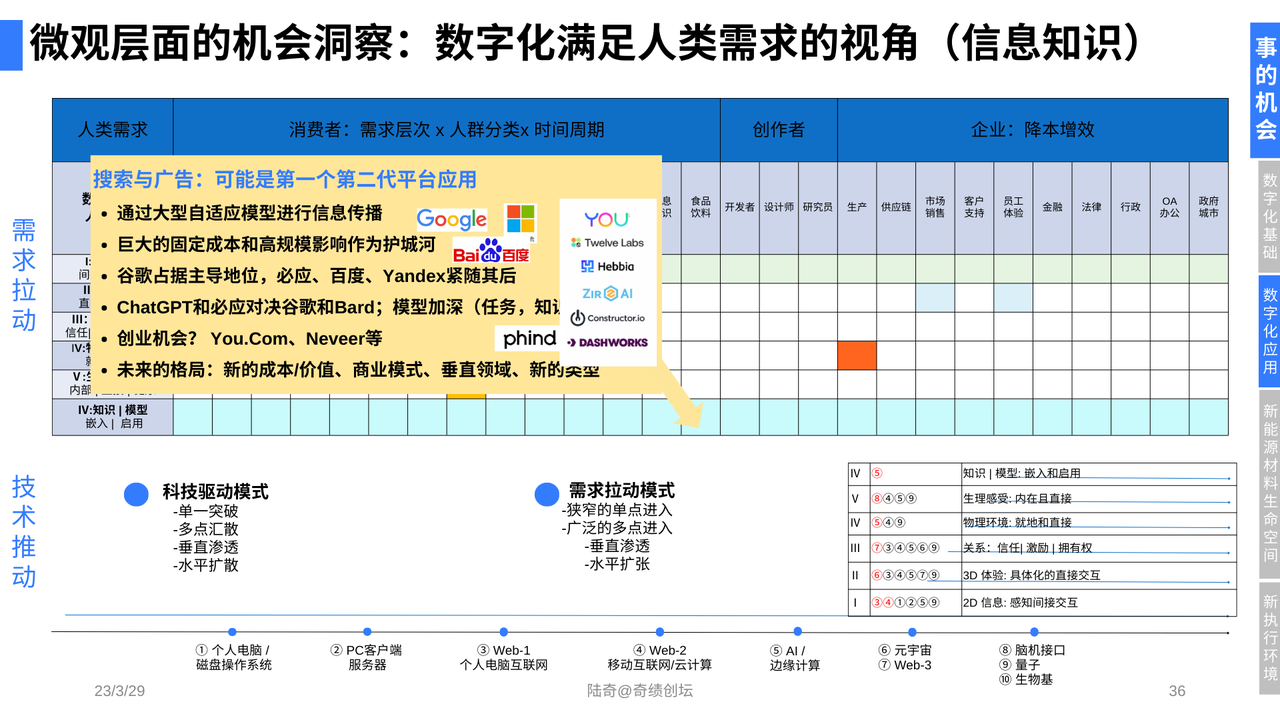 微观层面的机会洞察：数字化满足人类需求的视角（信息知识）
事的机会
数字化基础
数字化应用
新能源材料生命空间
新执行环境
需求拉动
技术推动
人类需求
消费者：需求层次 x 人群分类x 时间周期
创作者
企业：降本增效
食品
饮料
开发者
设计师
研究员
生产
供应链
市场
销售
客户
支持
员工
体验
金融
法律
行政
OA
办公
政府
城市
搜索与广告：可能是第一个第二代平台应用
• 通过大型自适应模型进行信息传播
• 巨大的固定成本和高规模影响作为护城河
• 谷歌占据主导地位，必应、百度、Yandex紧随其后
• ChatGPT和必应对决谷歌和Bard；模型加深（任务，知
• 创业机会？ You.Com、Neveer等
• 未来的格局：新的成本/价值、商业模式、垂直领域、新的类型
Google
Bai du 百度
YOU
Twelve Labs
Hebbia
ZIR AI
Constructor.io
DASHWORKS
phind
III:
信任|
内部
IV:知识 | 模型
嵌入 | 启用
科技驱动模式
-单一突破
-多点汇散
-垂直渗透
-水平扩散
需求拉动模式
-狭窄的单点进入
-广泛的多点进入
-垂直渗透
-水平扩张
IV ⑤ 知识 | 模型: 嵌入和启用
V ⑧④⑤⑨ 生理感受: 内在且直接
IV ⑤④⑨ 物理环境: 就地和直接
III ⑦③④⑤⑥⑨ 关系：信任| 激励 | 拥有权
II ⑥③④⑤⑦⑨ 3D 体验: 具体化的直接交互
I ③④①②⑤⑨ 2D 信息: 感知间接交互
① 个人电脑 /
磁盘操作系统
② PC客户端
服务器
③ Web-1
个人电脑互联网
④ Web-2
移动互联网/云计算
⑤ AI /
边缘计算
⑥ 元宇宙
⑦ Web-3
⑧ 脑机接口
⑨ 量子
⑩ 生物基
23/3/29
陆奇@奇绩创坛
36